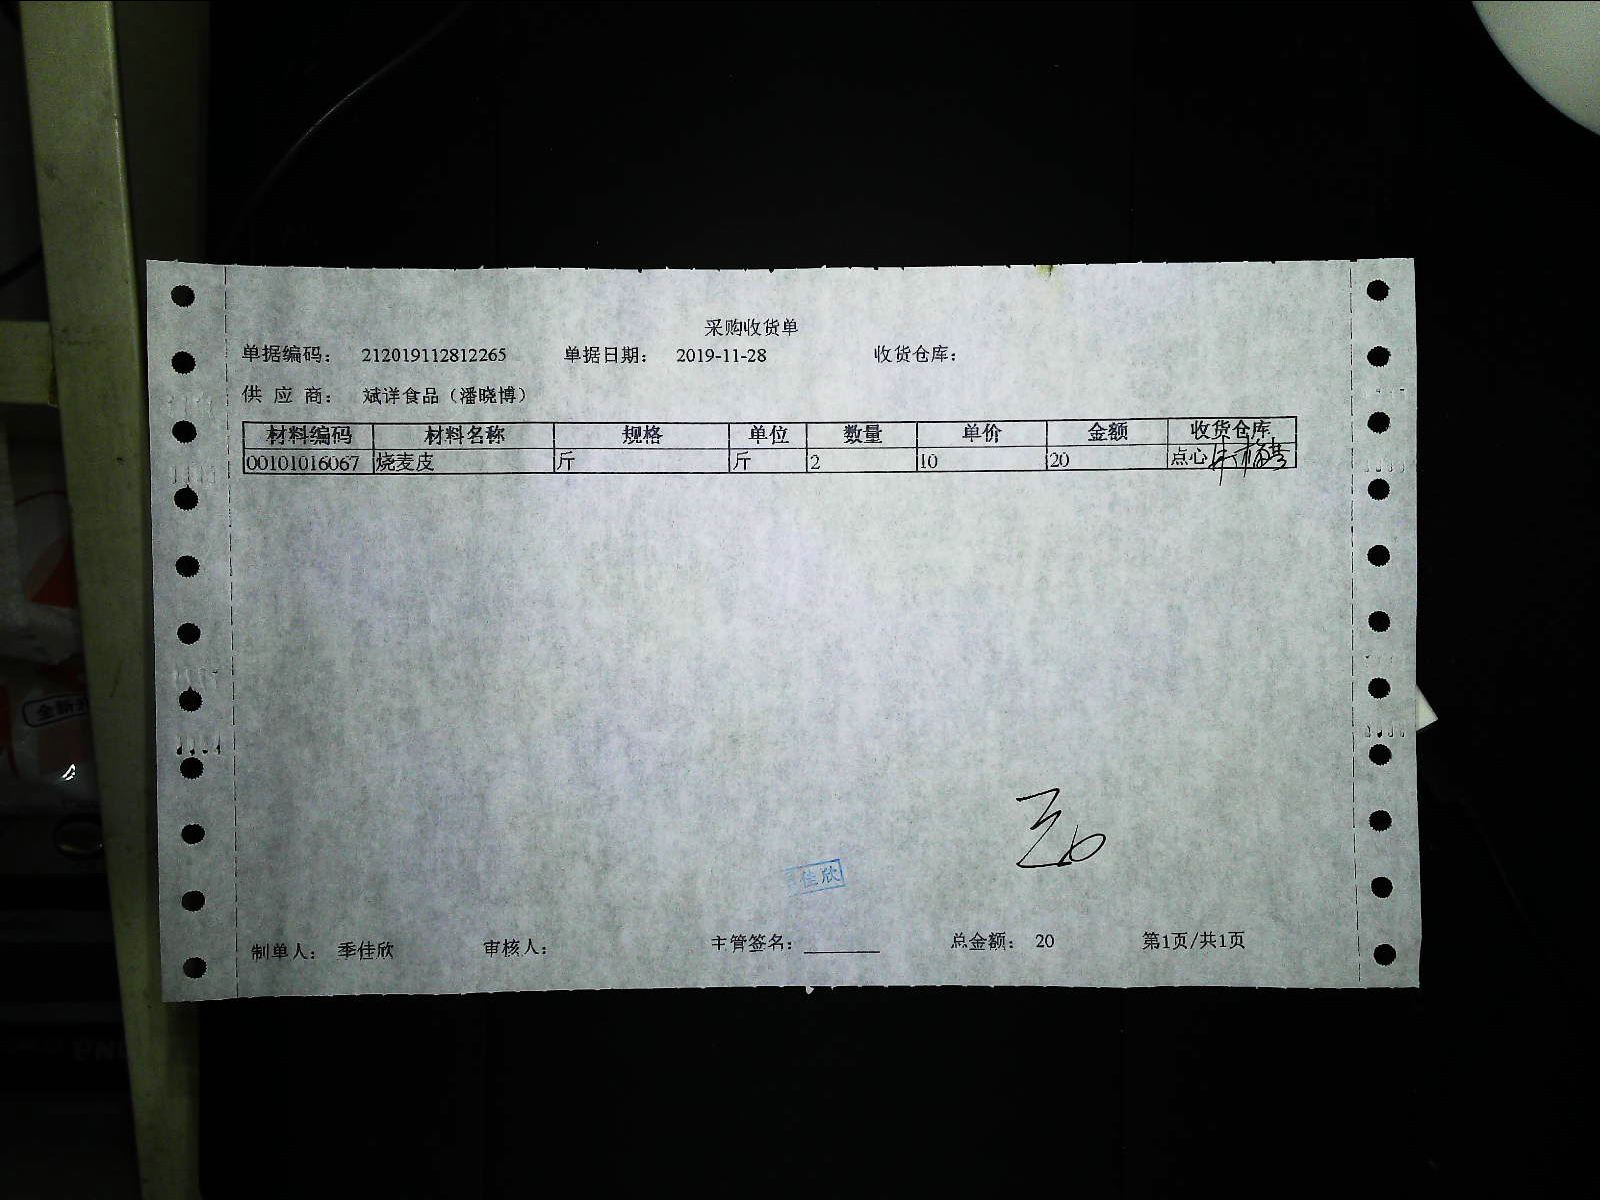 采购收货单
单据编码： 212019112812265 单据日期： 2019-11-28 收货仓库：
供 应 商： 斌洋食品（潘晓博）
材料编码 材料名称 规格 单位 数量 单价 金额 收货仓库
00101016067 烧麦皮 斤 斤 2 10 20 点心
佳欣
制单人： 季佳欣 审核人： 主管签名： 总金额： 20 第1页/共1页